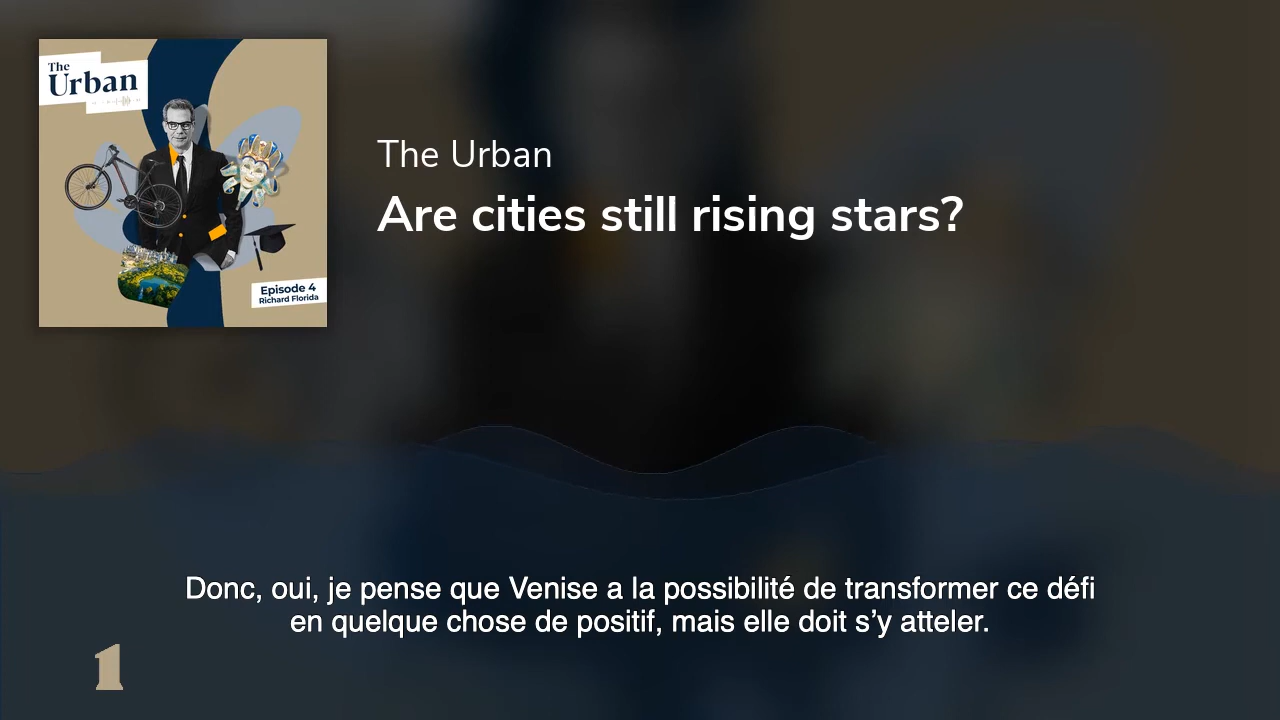 The
Urban
Episode 4
Richard Florida
The Urban
Are cities still rising stars?
Donc, oui, je pense que Venise a la possibilité de transformer ce défi
en quelque chose de positif, mais elle doit s’y atteler.
1